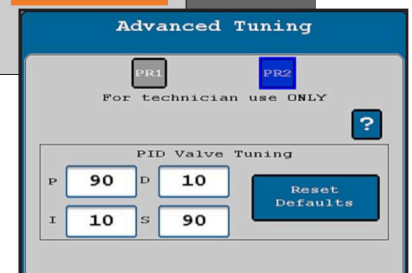 Advanced Tuning
PR1 PR2
For technician use ONLY
?
PID Valve Tuning
P 90 D 10
Reset
Defaults
I 10 S 90